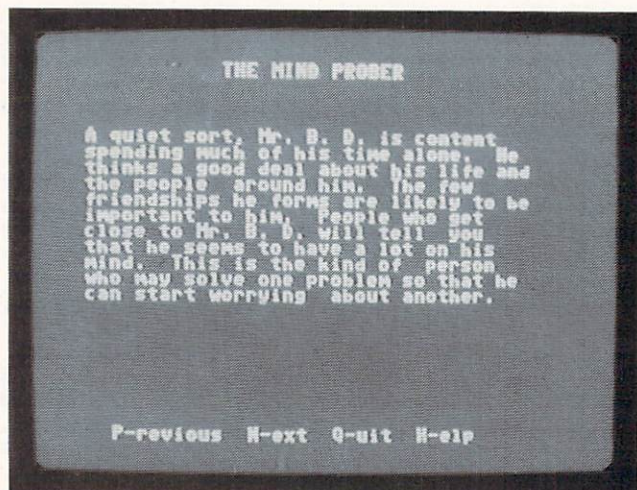 THE MIND PROBER
A quiet sort, Mr. B. D. is content
spending much of his time alone. He
thinks a good deal about his life and
the people around him. The few
friendships he forms are likely to be
important to him. People who get
close to Mr. B. D. will tell you
that he seems to have a lot on his
mind. This is the kind of person
who may solve one problem so that he
can start worrying about another.
P-revious N-ext Q-uit H-elp